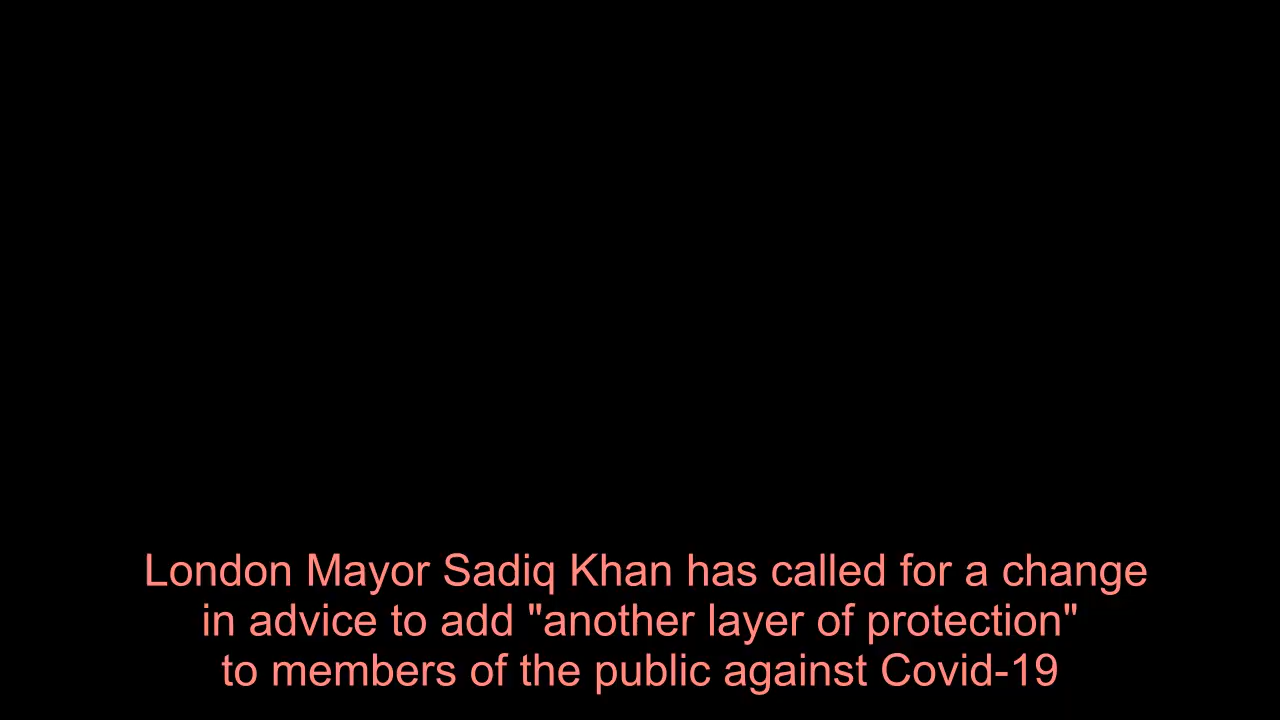 London Mayor Sadiq Khan has called for a change
in advice to add "another layer of protection"
to members of the public against Covid-19